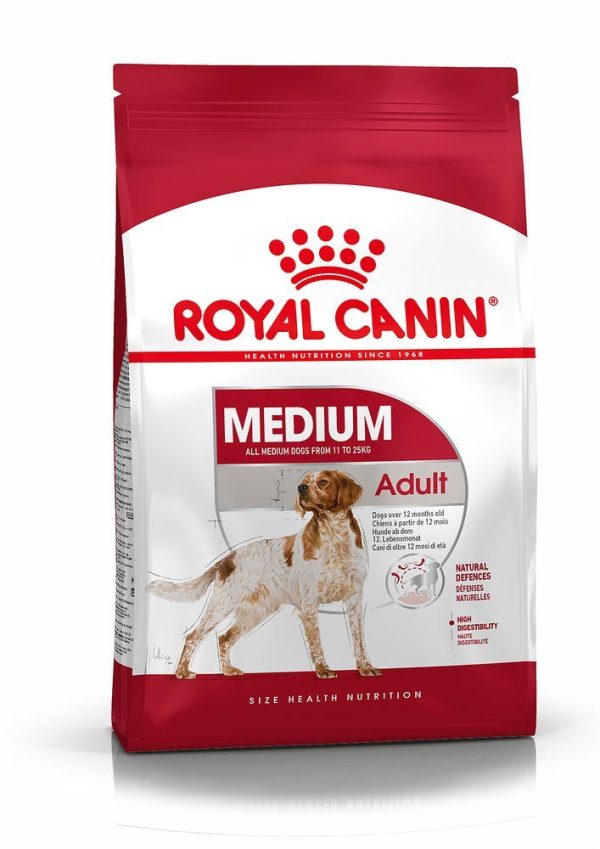 ROYAL CANIN®
HEALTH NUTRITION SINCE 1968
MEDIUM
ALL MEDIUM DOGS FROM 11 TO 25KG
Adult
Dogs over 12 months old
Chiens à partir de 12 mois
Hunde ab dem
12. Lebensmonat
Cani di oltre 12 mesi di età
NATURAL
DEFENCES
DÉFENSES
NATURELLES
HIGH
DIGESTIBILITY
HAUTE
DIGESTIBILITÉ
SIZE HEALTH NUTRITION